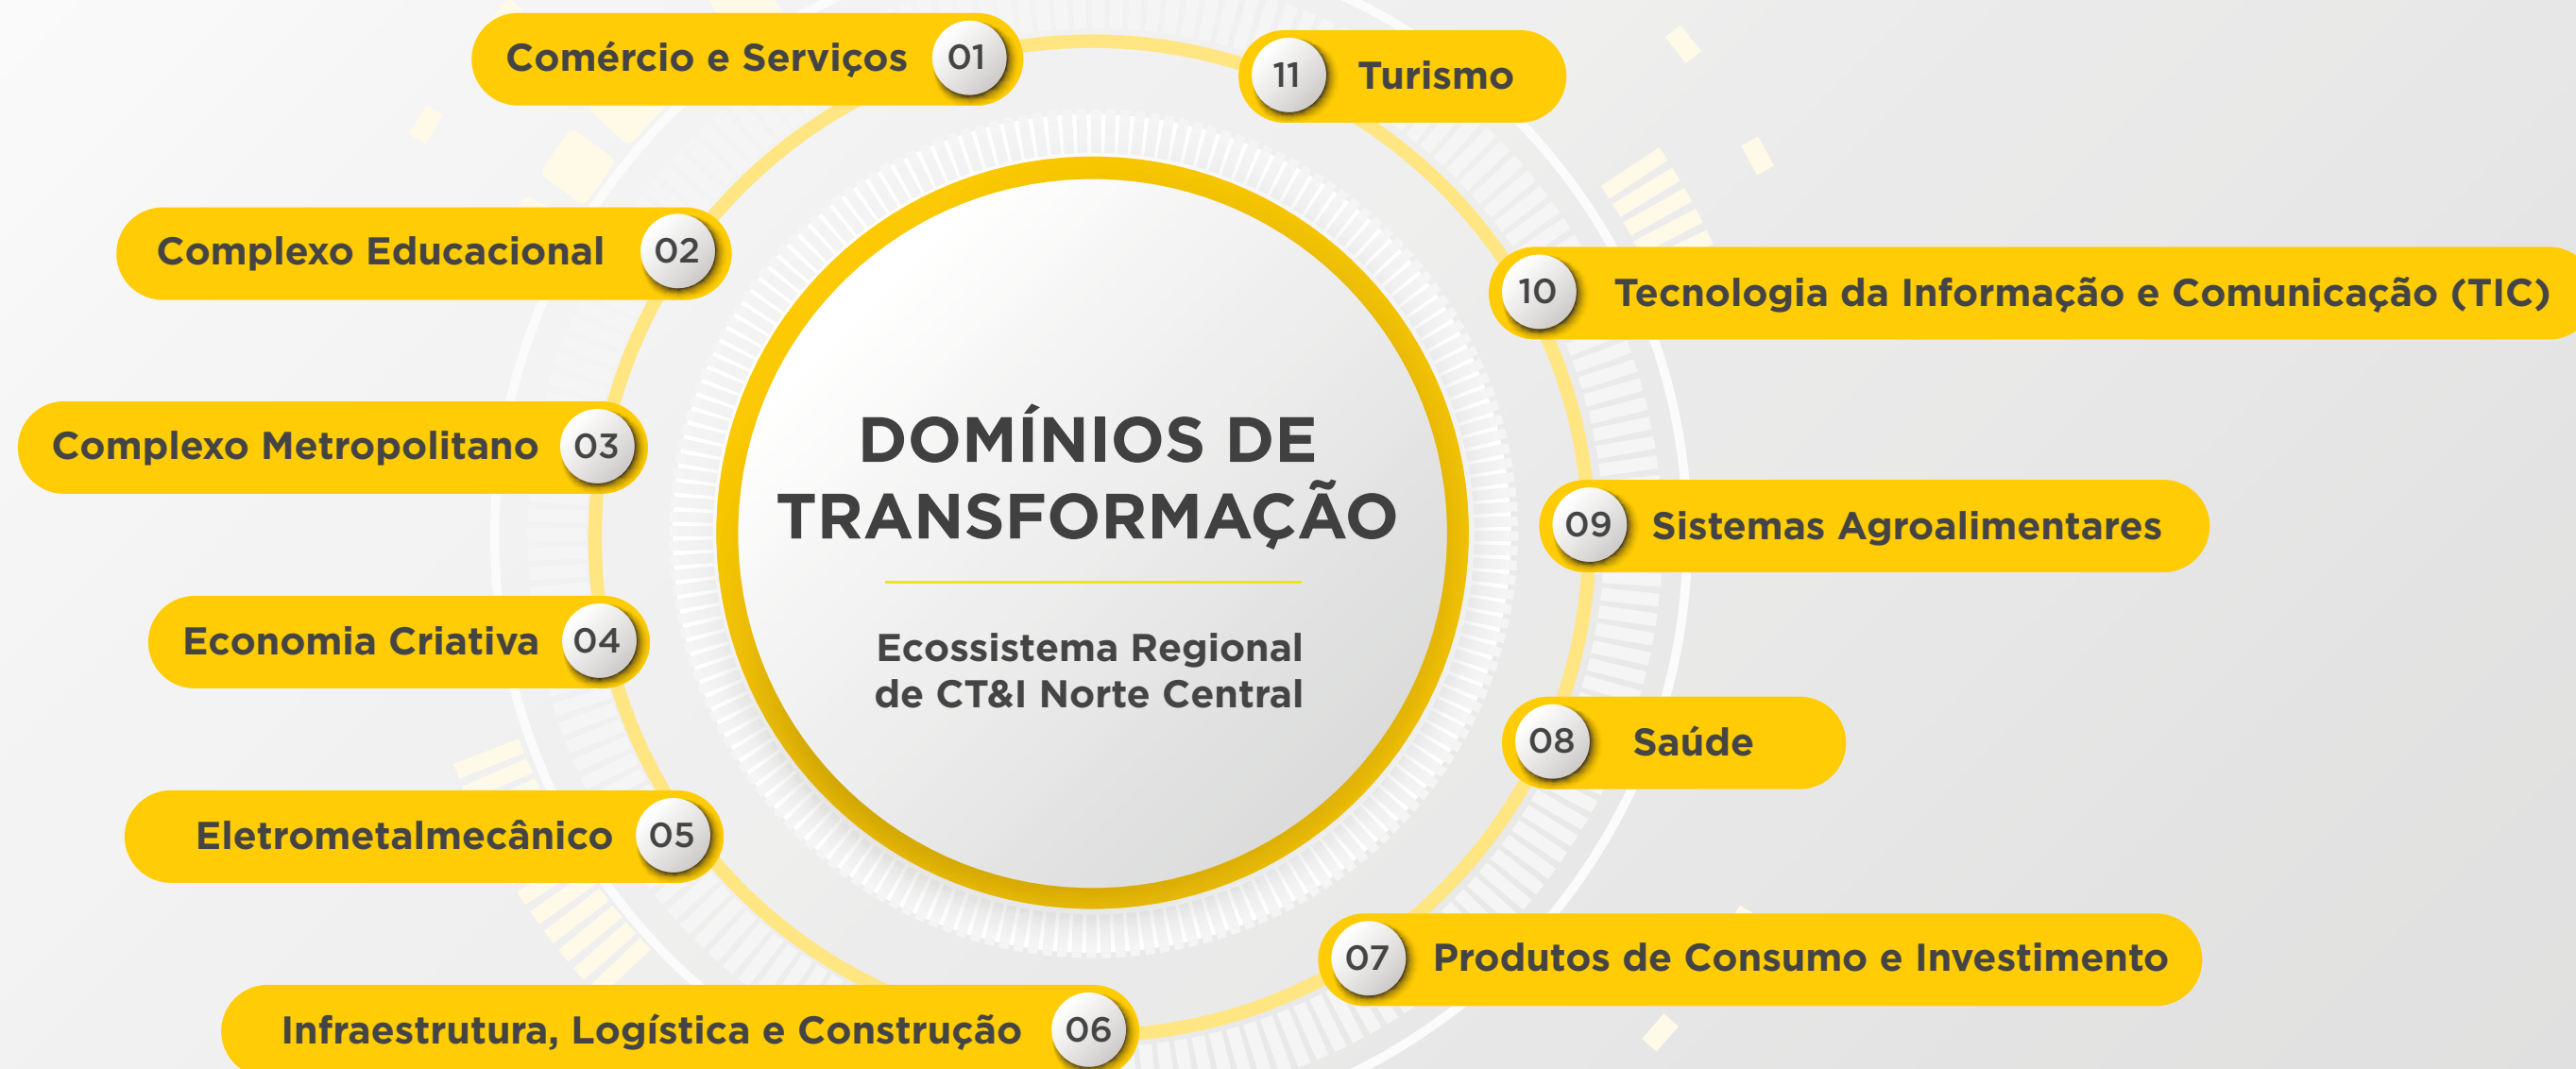 Comércio e Serviços 01
Complexo Educacional 02
Complexo Metropolitano 03
Economia Criativa 04
Eletrometalmecânico 05
Infraestrutura, Logística e Construção 06
DOMÍNIOS DE
TRANSFORMAÇÃO
Ecossistema Regional
de CT&I Norte Central
11 Turismo
10 Tecnologia da Informação e Comunicação (TIC)
09 Sistemas Agroalimentares
08 Saúde
07 Produtos de Consumo e Investimento